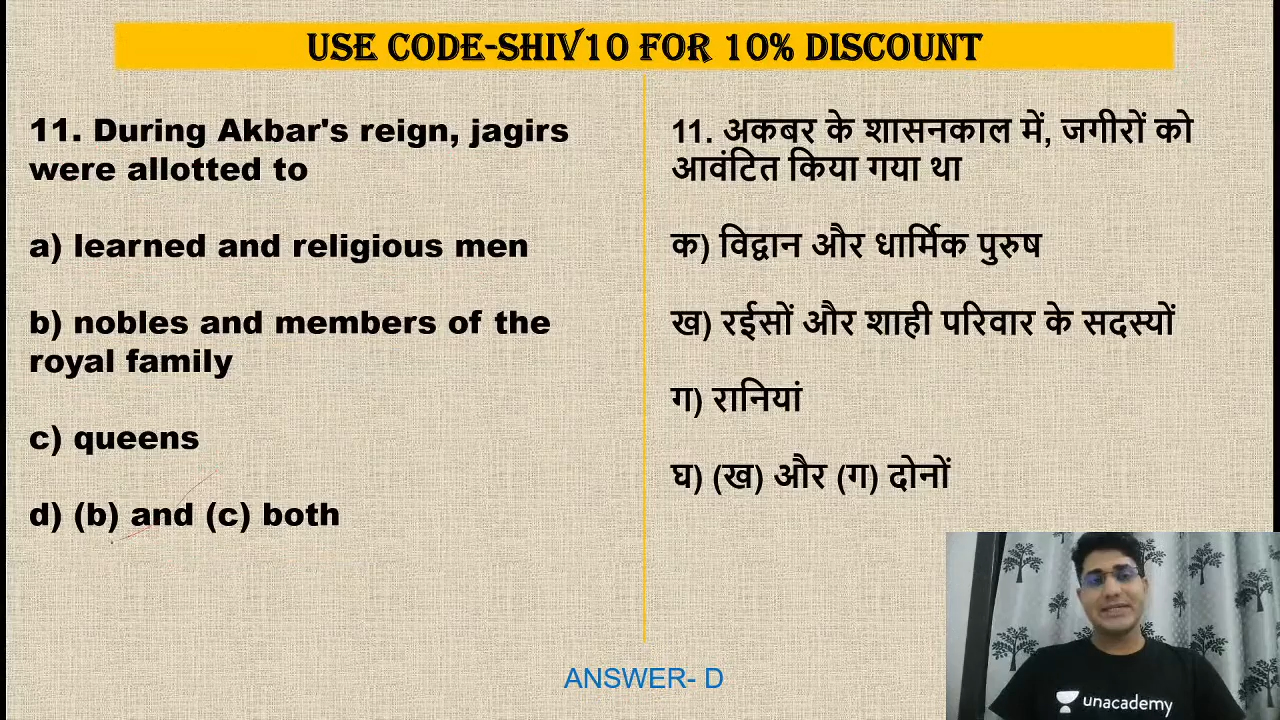 USE CODE-SHIV10 FOR 10% DISCOUNT
11. During Akbar's reign, jagirs
were allotted to
a) learned and religious men
b) nobles and members of the
royal family
c) queens
d) (b) and (c) both
11. अकबर के शासनकाल में, जगीरों को
आवंटित किया गया था
क) विद्वान और धार्मिक पुरुष
ख) रईसों और शाही परिवार के सदस्यों
ग) रानियां
घ) (ख) और (ग) दोनों
ANSWER- D
unacademy